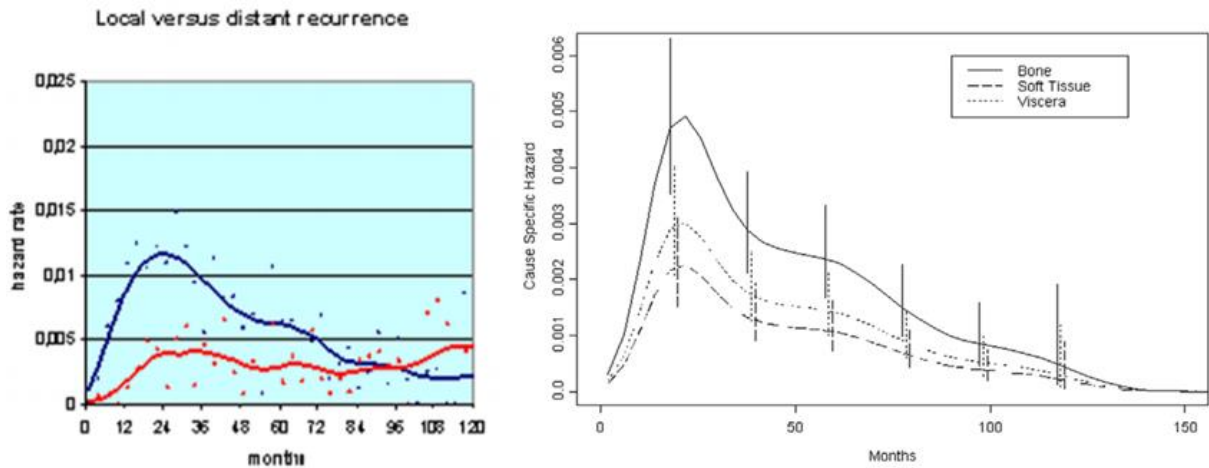 Local versus distant recurrence
hazard rate
0,025
0,02
0,015
0,01
0,005
0
0 12 24 36 48 60 72 84 96 108 120
months
Cause Specific Hazard
0.006
0.005
0.004
0.003
0.002
0.001
0.0
Bone
Soft Tissue
Viscera
0 50 100 150
Months